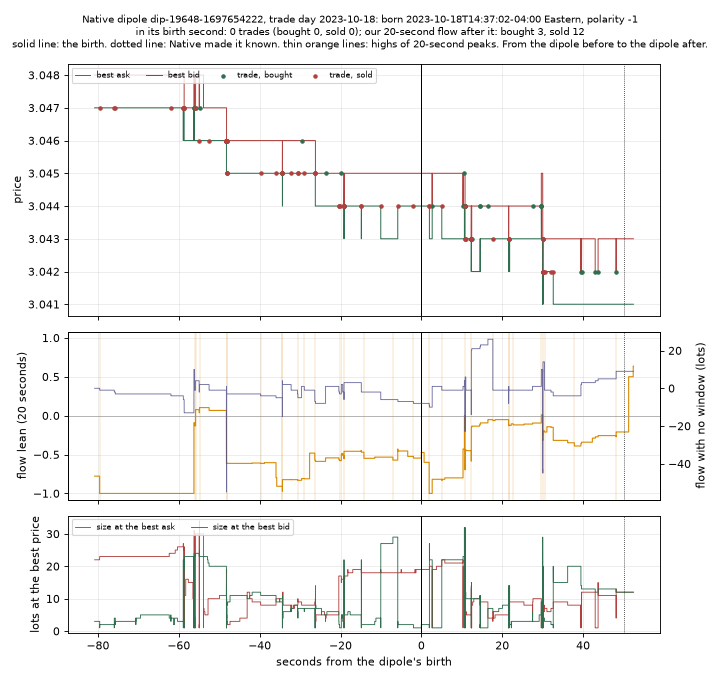 Native dipole dip-19648-1697654222, trade day 2023-10-18: born 2023-10-18T14:37:02-04:00 Eastern, polarity -1
in its birth second: 0 trades (bought 0, sold 0); our 20-second flow after it: bought 3, sold 12
solid line: the birth. dotted line: Native made it known. thin orange lines: highs of 20-second peaks. From the dipole before to the dipole after.
best ask
best bid
trade, bought
trade, sold
3.048
3.047
3.046
3.045
3.044
3.043
3.042
3.041
price
1.0
0.5
0.0
−0.5
−1.0
flow lean (20 seconds)
20
0
−20
−40
flow with no window (lots)
size at the best ask
size at the best bid
30
20
10
0
lots at the best price
−80
−60
−40
−20
0
20
40
seconds from the dipole's birth